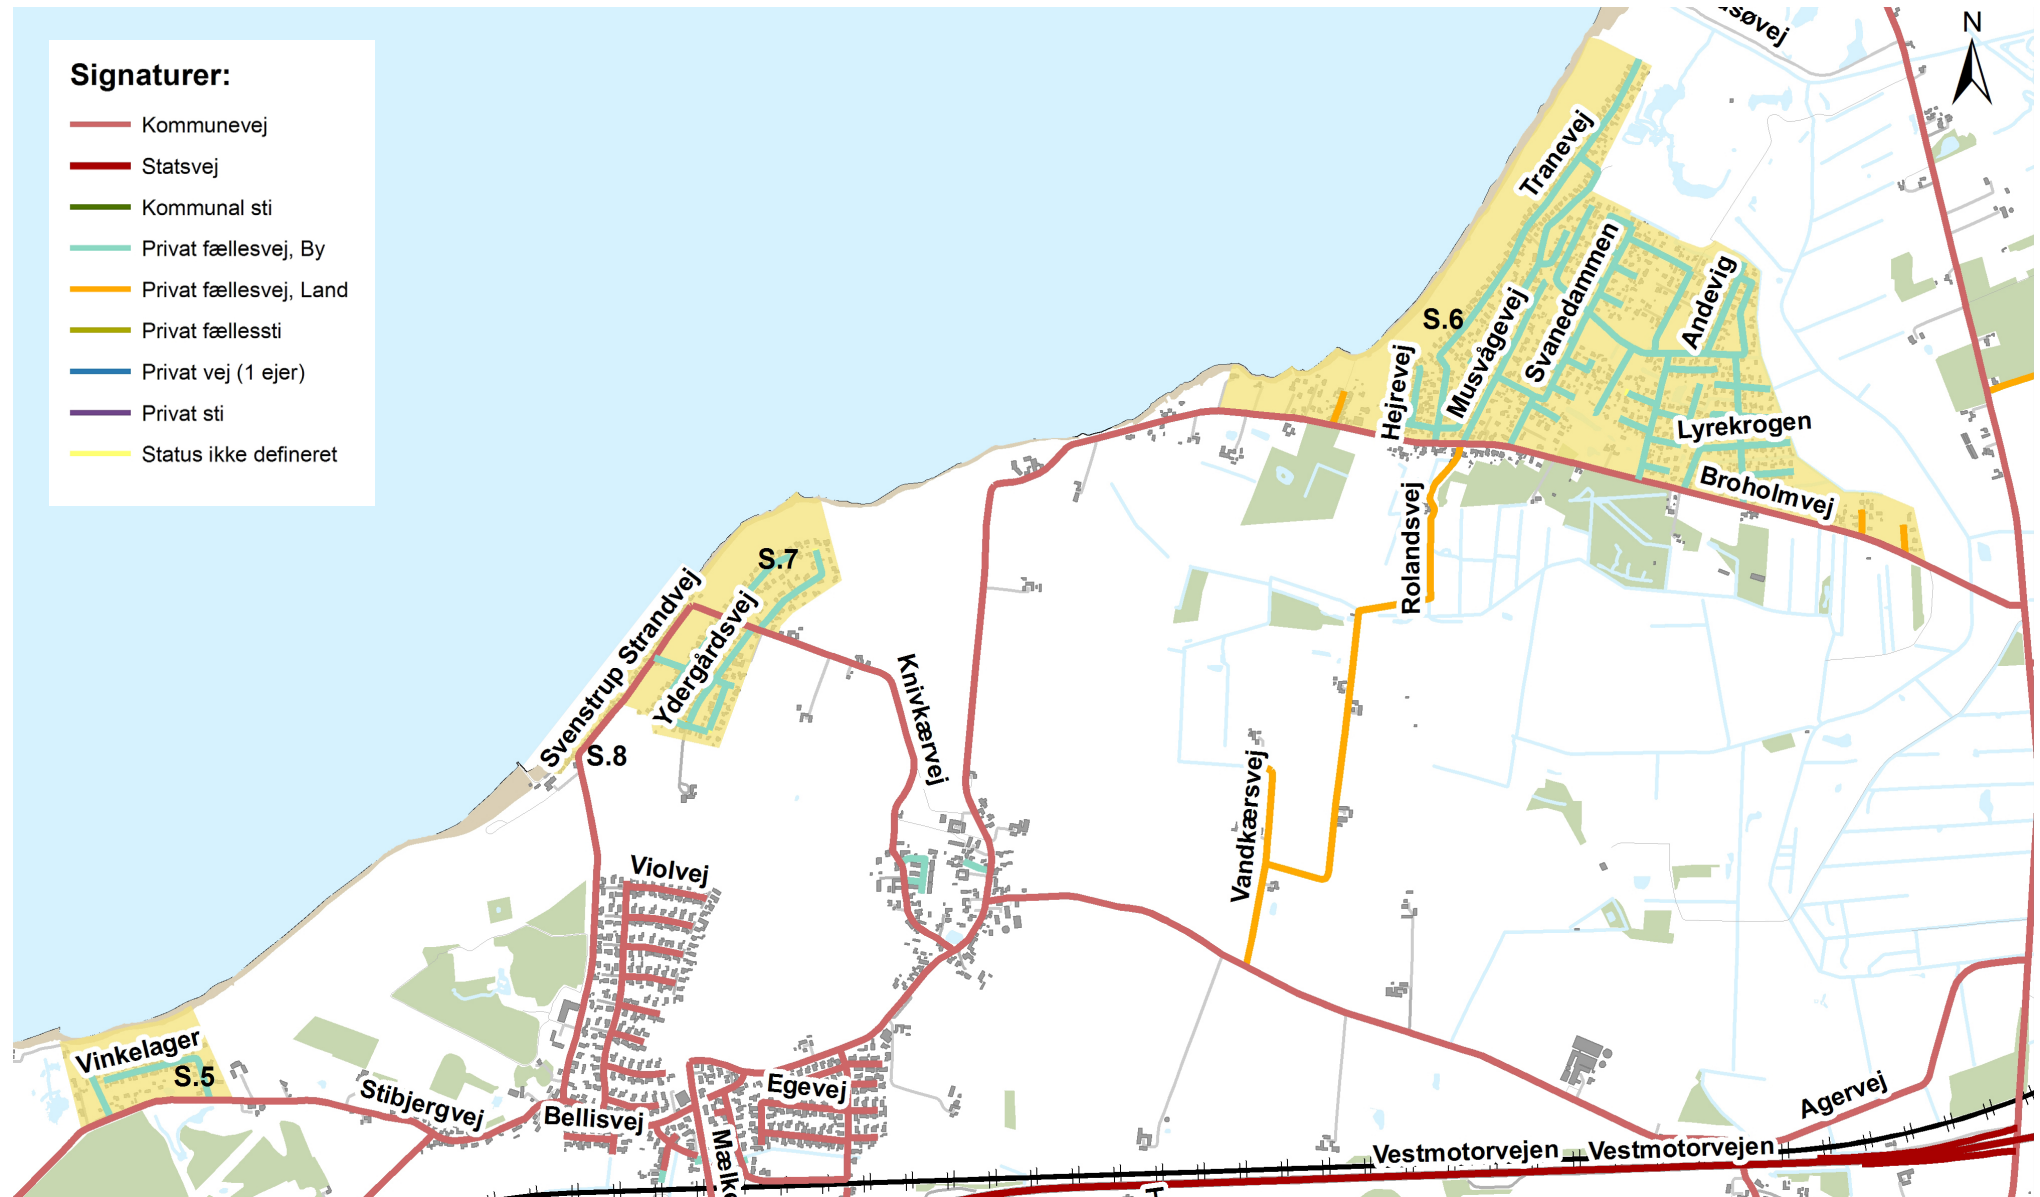 Signaturer:
Kommunevej
Statsvej
Kommunal sti
Privat fællesvej, By
Privat fællesvej, Land
Privat fællessti
Privat vej (1 ejer)
Privat sti
Status ikke defineret
N
Tranevej
Svanedammen
Andevig
S.6
Musvågevej
Hejrevej
Lyrekrogen
Broholmvej
Rolandsvej
S.7
Svenstrup Strandvej
Ydergårdsvej
S.8
Knivkærvej
Vandkærsvej
Violvej
Vinkelager
S.5
Stibjergvej
Bellisvej
Egevej
Agervej
Vestmotorvejen
Vestmotorvejen